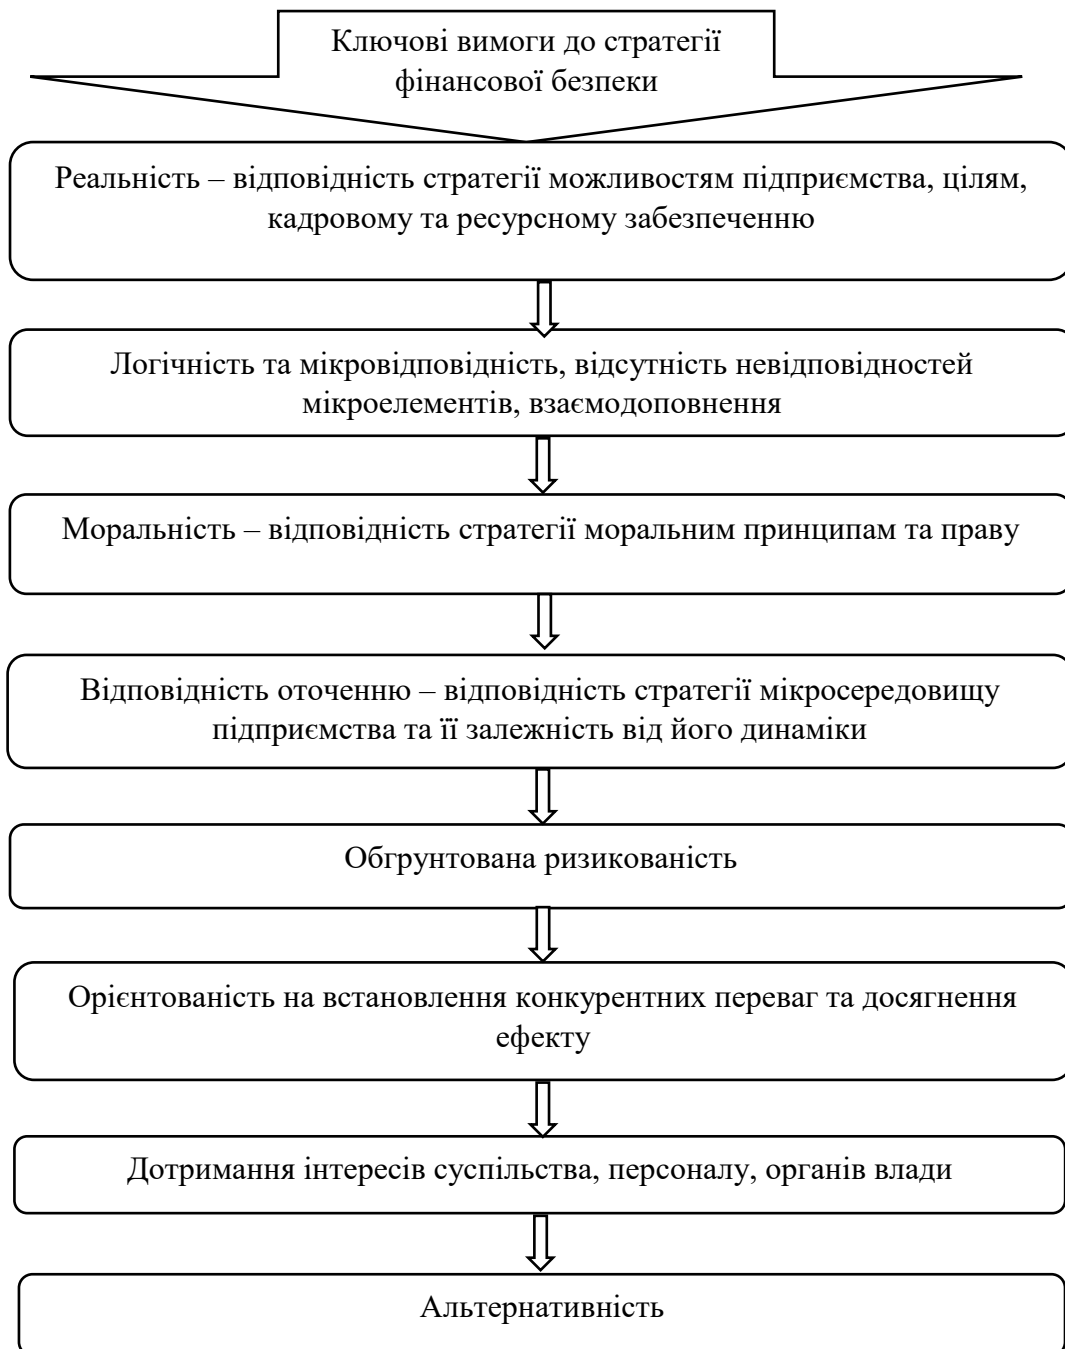 Ключові вимоги до стратегії
фінансової безпеки
Реальність – відповідність стратегії можливостям підприємства, цілям,
кадровому та ресурсному забезпеченню
Логічність та мікровідповідність, відсутність невідповідностей
мікроелементів, взаємодоповнення
Моральність – відповідність стратегії моральним принципам та праву
Відповідність оточенню – відповідність стратегії мікросередовищу
підприємства та її залежність від його динаміки
Обгрунтована ризикованість
Орієнтованість на встановлення конкурентних переваг та досягнення
ефекту
Дотримання інтересів суспільства, персоналу, органів влади
Альтернативність